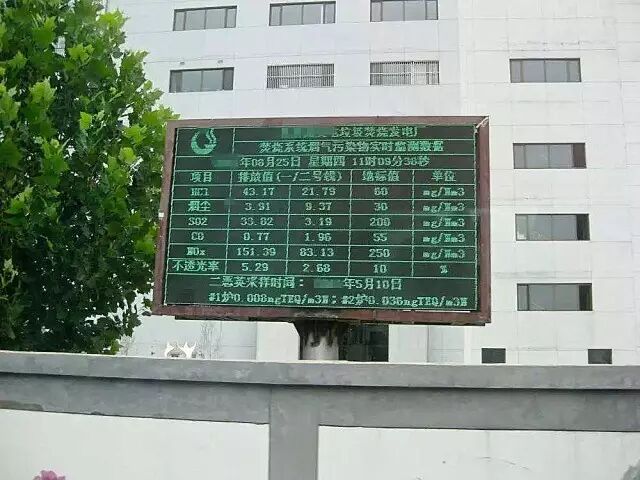 垃圾焚烧发电厂
焚烧系统烟气污染物实时监测数据
年08月25日 星期四 11时09分36秒
项目 排放值(一/二号线) 地标值 单位
HCl 43.17 21.79 60 mg/Nm3
烟尘 3.91 9.37 30 mg/Nm3
SO2 33.82 3.19 200 mg/Nm3
CO 0.77 1.96 55 mg/Nm3
NOx 151.39 83.13 250 mg/Nm3
不透光率 5.29 2.68 10 %
二恶英采样时间: 年5月10日
#1炉0.008ngTEQ/m3N；#2炉0.036ngTEQ/m3N